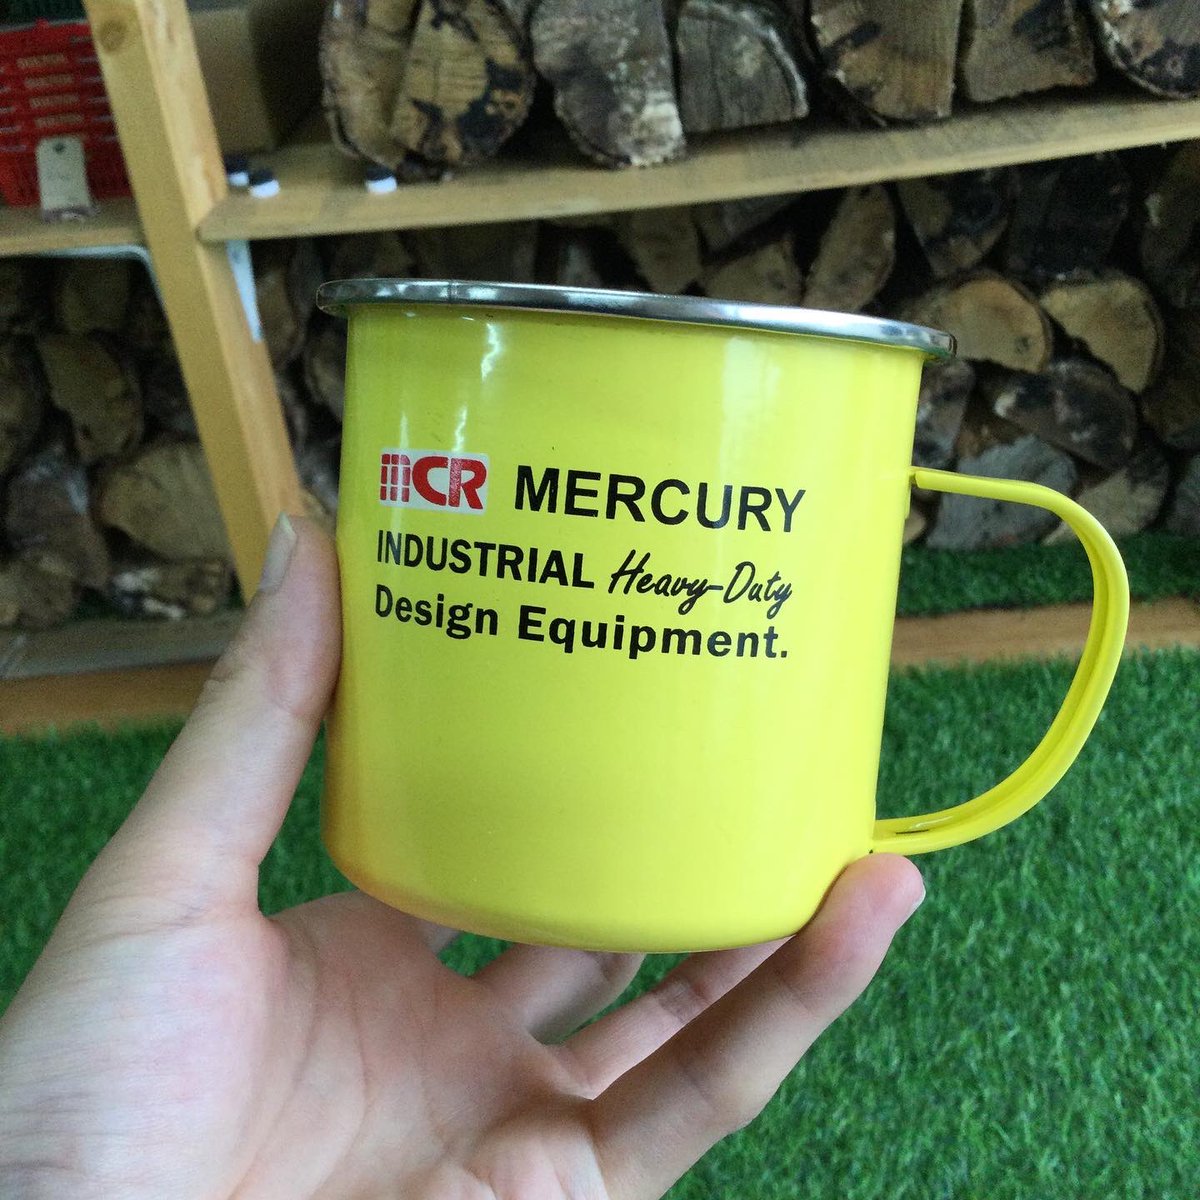 MCR MERCURY
INDUSTRIAL Heavy-Duty
Design Equipment.